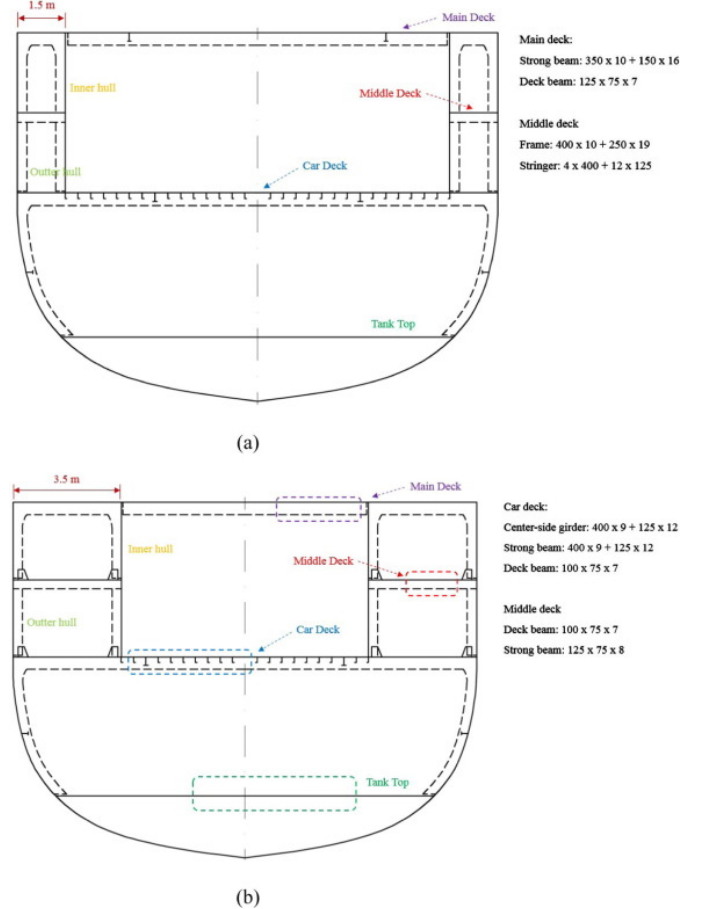 1.5 m
Main Deck
Main deck:
Strong beam: 350 x 10 + 150 x 16
Deck beam: 125 x 75 x 7
Inner hull
Middle Deck
Middle deck
Frame: 400 x 10 + 250 x 19
Stringer: 4 x 400 + 12 x 125
Outter hull
Car Deck
Tank Top
(a)
3.5 m
Main Deck
Car deck:
Center-side girder: 400 x 9 + 125 x 12
Strong beam: 400 x 9 + 125 x 12
Deck beam: 100 x 75 x 7
Inner hull
Middle Deck
Middle deck
Deck beam: 100 x 75 x 7
Strong beam: 125 x 75 x 8
Outter hull
Car Deck
Tank Top
(b)